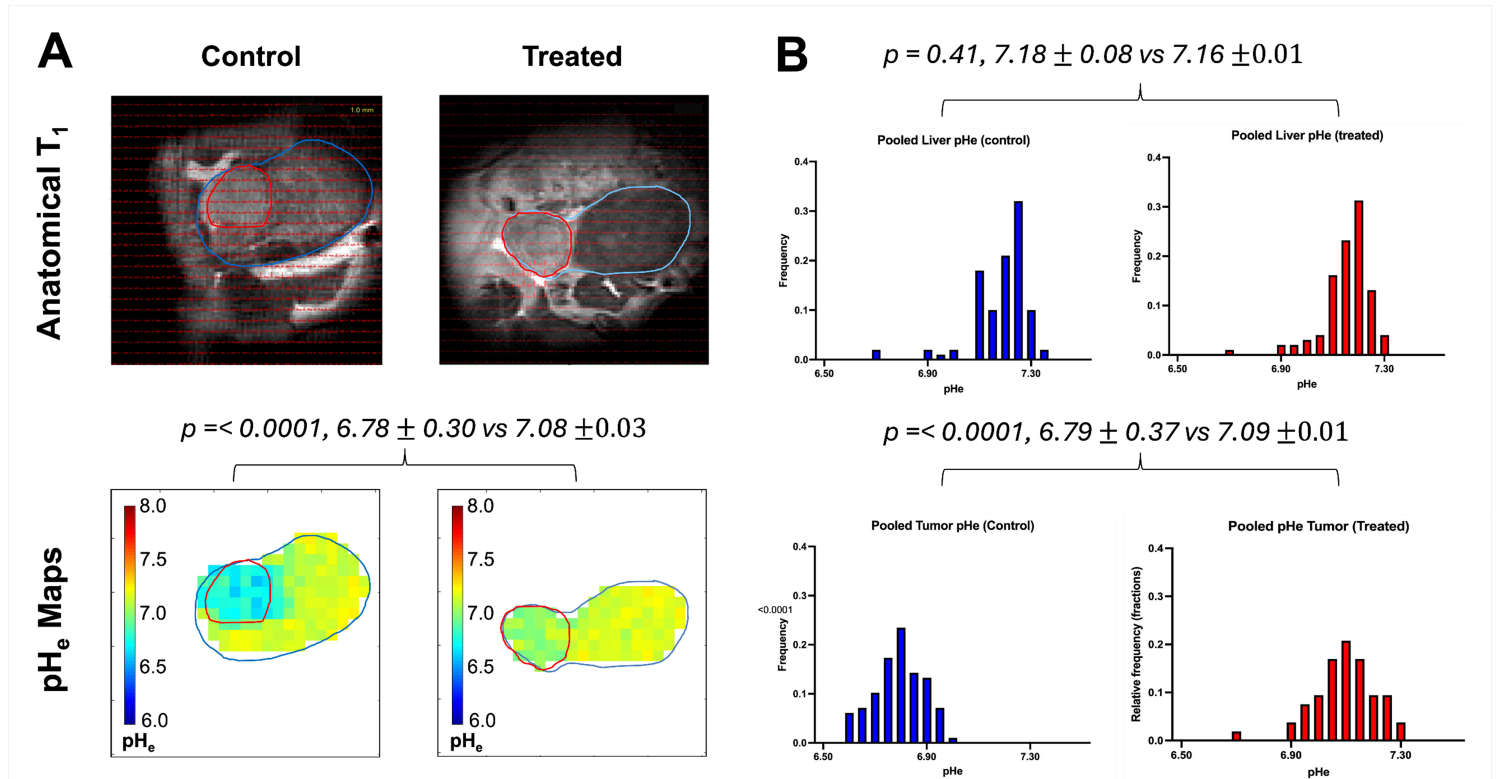 A
Control
Treated
Anatomical T1
1.0 mm
p =< 0.0001, 6.78 ± 0.30 vs 7.08 ±0.03
pHe Maps
8.0
7.5
7.0
6.5
6.0
pHe
8.0
7.5
7.0
6.5
6.0
pHe
B
p = 0.41, 7.18 ± 0.08 vs 7.16 ±0.01
Pooled Liver pHe (control)
Frequency
0.4
0.3
0.2
0.1
0.0
6.50
6.90
7.30
pHe
Pooled Liver pHe (treated)
Frequency
0.4
0.3
0.2
0.1
0.0
6.50
6.90
7.30
pHe
p =< 0.0001, 6.79 ± 0.37 vs 7.09 ±0.01
Pooled Tumor pHe (Control)
<0.0001
Frequency
0.4
0.3
0.2
0.1
0.0
6.50
6.90
7.30
pHe
Pooled pHe Tumor (Treated)
Relative frequency (fractions)
0.4
0.3
0.2
0.1
0.0
6.50
6.90
7.30
pHe